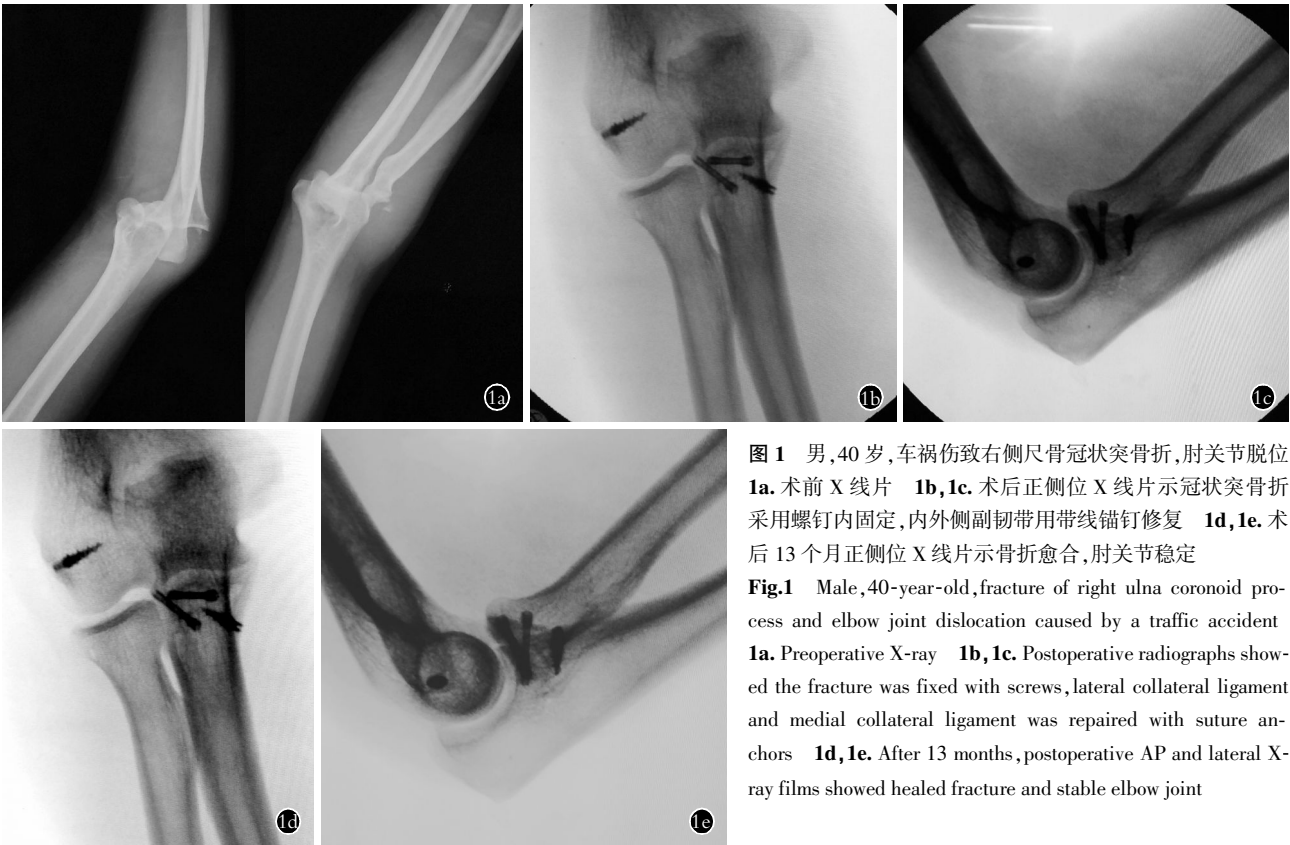 1a
1b
1c
1d
1e
图 1　男,40 岁,车祸伤致右侧尺骨冠状突骨折,肘关节脱位
1a. 术前 X 线片　1b,1c. 术后正侧位 X 线片示冠状突骨折
采用螺钉内固定,内外侧副韧带用带线锚钉修复　1d,1e. 术
后 13 个月正侧位 X 线片示骨折愈合,肘关节稳定
Fig.1　Male,40-year-old,fracture of right ulna coronoid pro-
cess and elbow joint dislocation caused by a traffic accident
1a. Preoperative X-ray　1b,1c. Postoperative radiographs show-
ed the fracture was fixed with screws,lateral collateral ligament
and medial collateral ligament was repaired with suture an-
chors　1d,1e. After 13 months,postoperative AP and lateral X-
ray films showed healed fracture and stable elbow joint